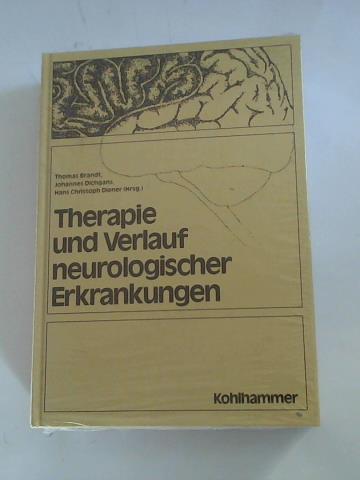 Thomas Brandt,
Johannes Dichgans,
Hans Christoph Diener (Hrsg.)
Therapie
und Verlauf
neurologischer
Erkrankungen
Kohlhammer